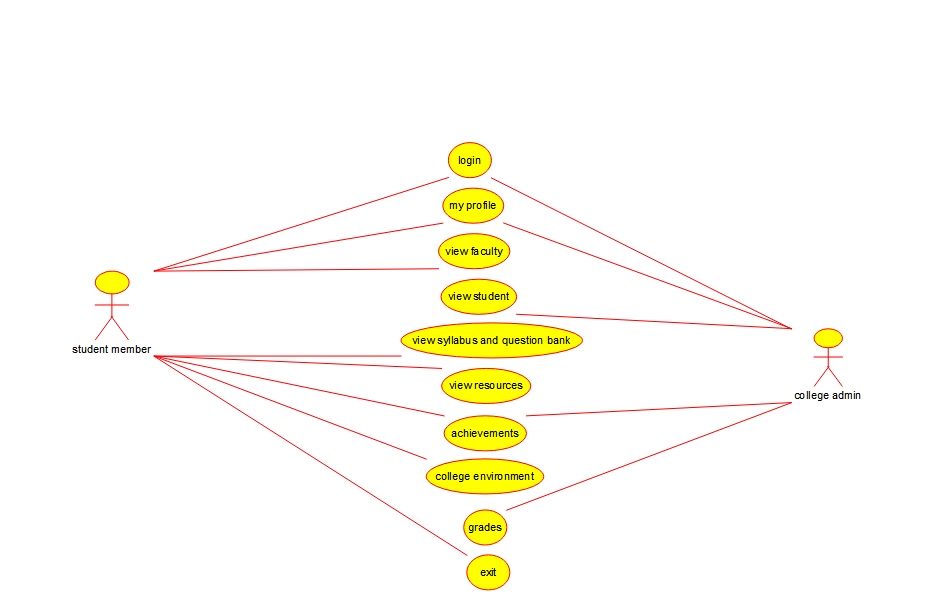 login
my profile
view faculty
view student
student member
view syllabus and question bank
view resources
college admin
achievements
college environment
grades
exit